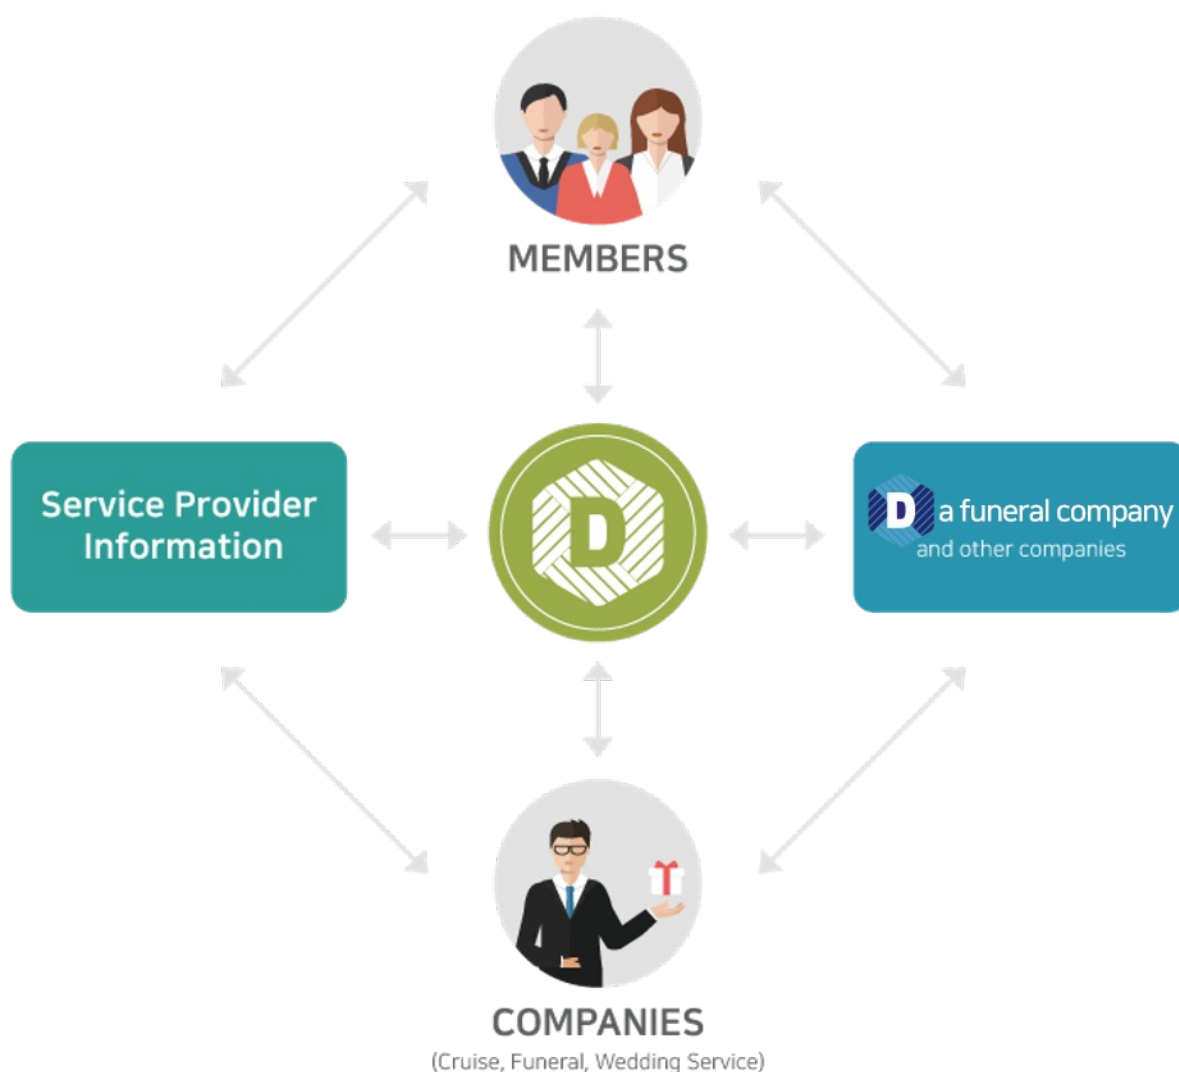 MEMBERS
Service Provider
Information
D
D a funeral company
and other companies
COMPANIES
(Cruise, Funeral, Wedding Service)